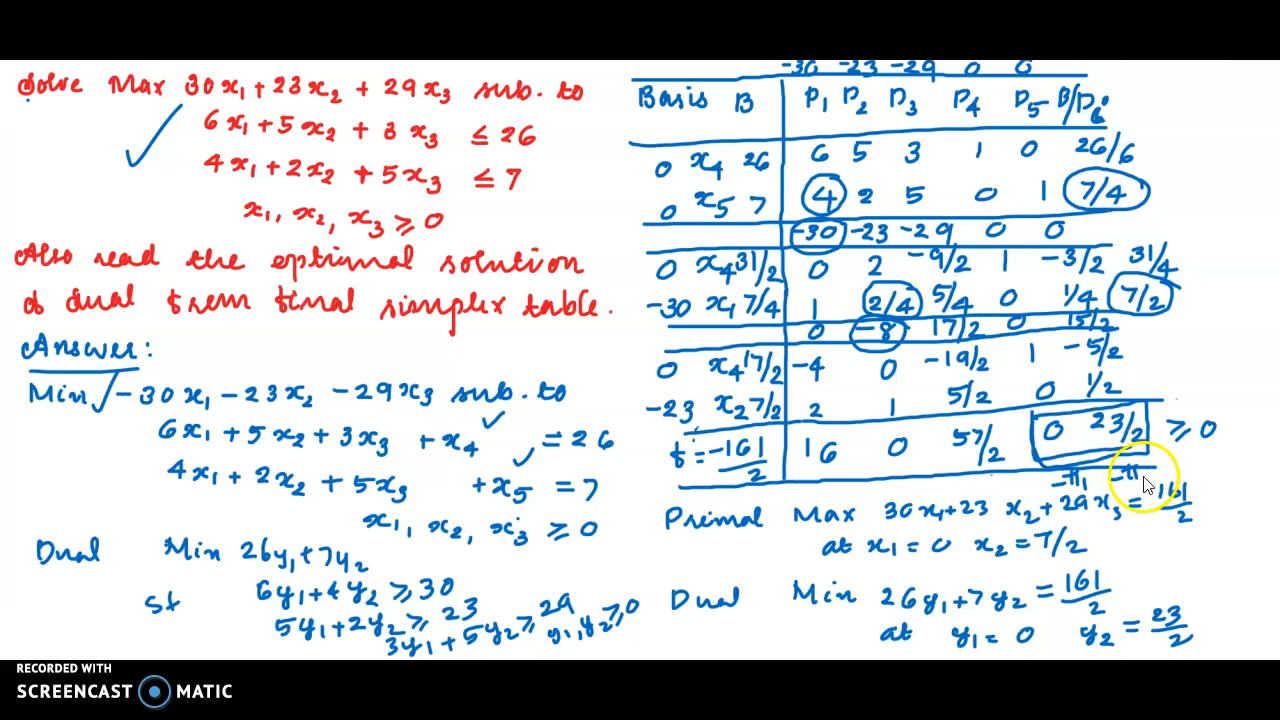 Solve Max 30x₁+23x₂ + 29x₃ sub. to
6x₁+5x₂ + 3x₃ ≤ 26
4x₁+2x₂ + 5x₃ ≤ 7
x₁, x₂, x₃ ≥ 0
Also read the optimal solution
of dual from final simplex table.
Answer:
Min -30x₁-23x₂ -29x₃ sub. to
6x₁+5x₂+3x₃ +x₄ = 26
4x₁+2x₂+5x₃ +x₅ = 7
x₁, x₂, x₃ ≥ 0
Dual Min 26y₁+7y₂
st 6y₁+4y₂ ≥ 30
5y₁+2y₂ ≥ 23
3y₁+5y₂ ≥ 29 y₁,y₂ ≥ 0
-30 -23 -29 0 0
Basis B P₁ P₂ P₃ P₄ P₅ B/Pᵢ
0 x₄ 26 6 5 3 1 0 26/6
0 x₅ 7 4 2 5 0 1 7/4
-30 -23 -29 0 0
0 x₄ 31/2 0 2 -9/2 1 -3/2 31/4
-30 x₁ 7/4 1 2/4 5/4 0 1/4 7/2
0 -8 17/2 0 15/2
0 x₄ 17/2 -4 0 -19/2 1 -5/2
-23 x₂ 7/2 2 1 5/2 0 1/2
f = -161/2 16 0 57/2 0 23/2 ≥ 0
-π₁ -π
Primal Max 30x₁+23 x₂+29x₃ = 161/2
at x₁ = 0 x₂ = 7/2
Dual Min 26y₁+7y₂ = 161/2
at y₁ = 0 y₂ = 23/2
RECORDED WITH
SCREENCAST MATIC